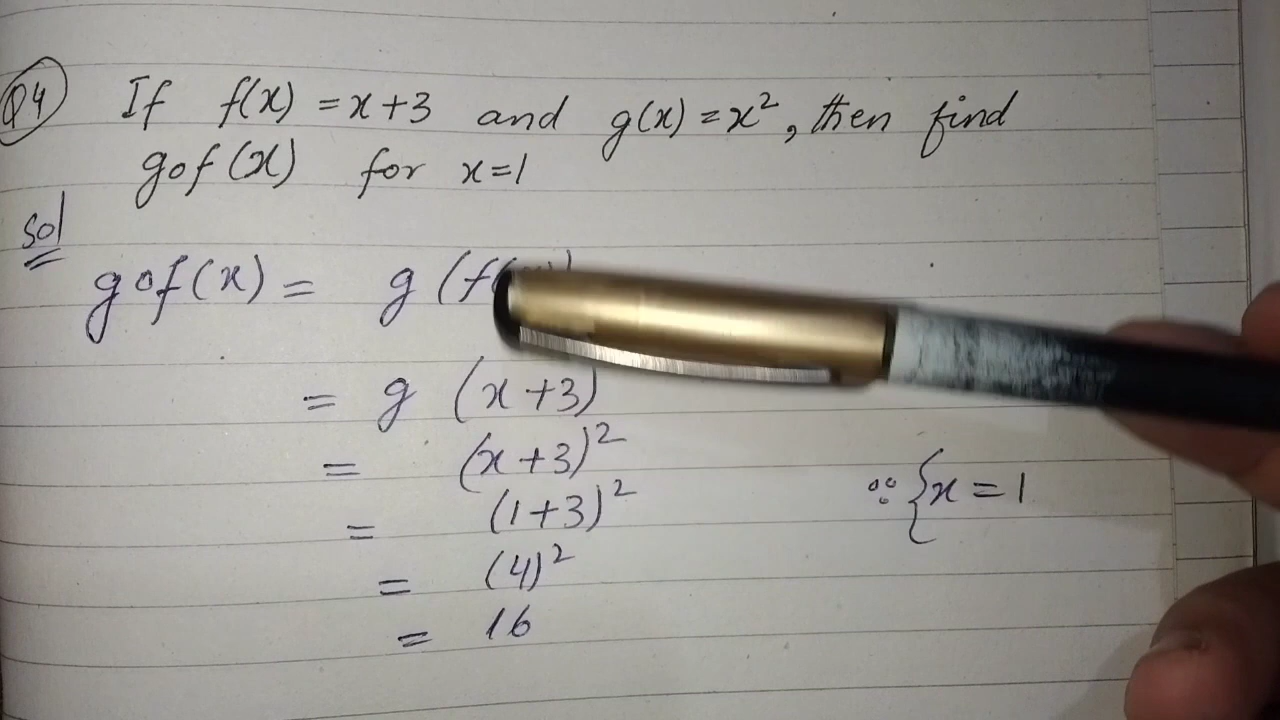 Q4 If f(x) = x+3 and g(x) = x², then find
gof(x) for x=1
Sol
gof(x) = g (f(
= g (x+3)
= (x+3)²
= (1+3)² ∵ {x = 1
= (4)²
= 16